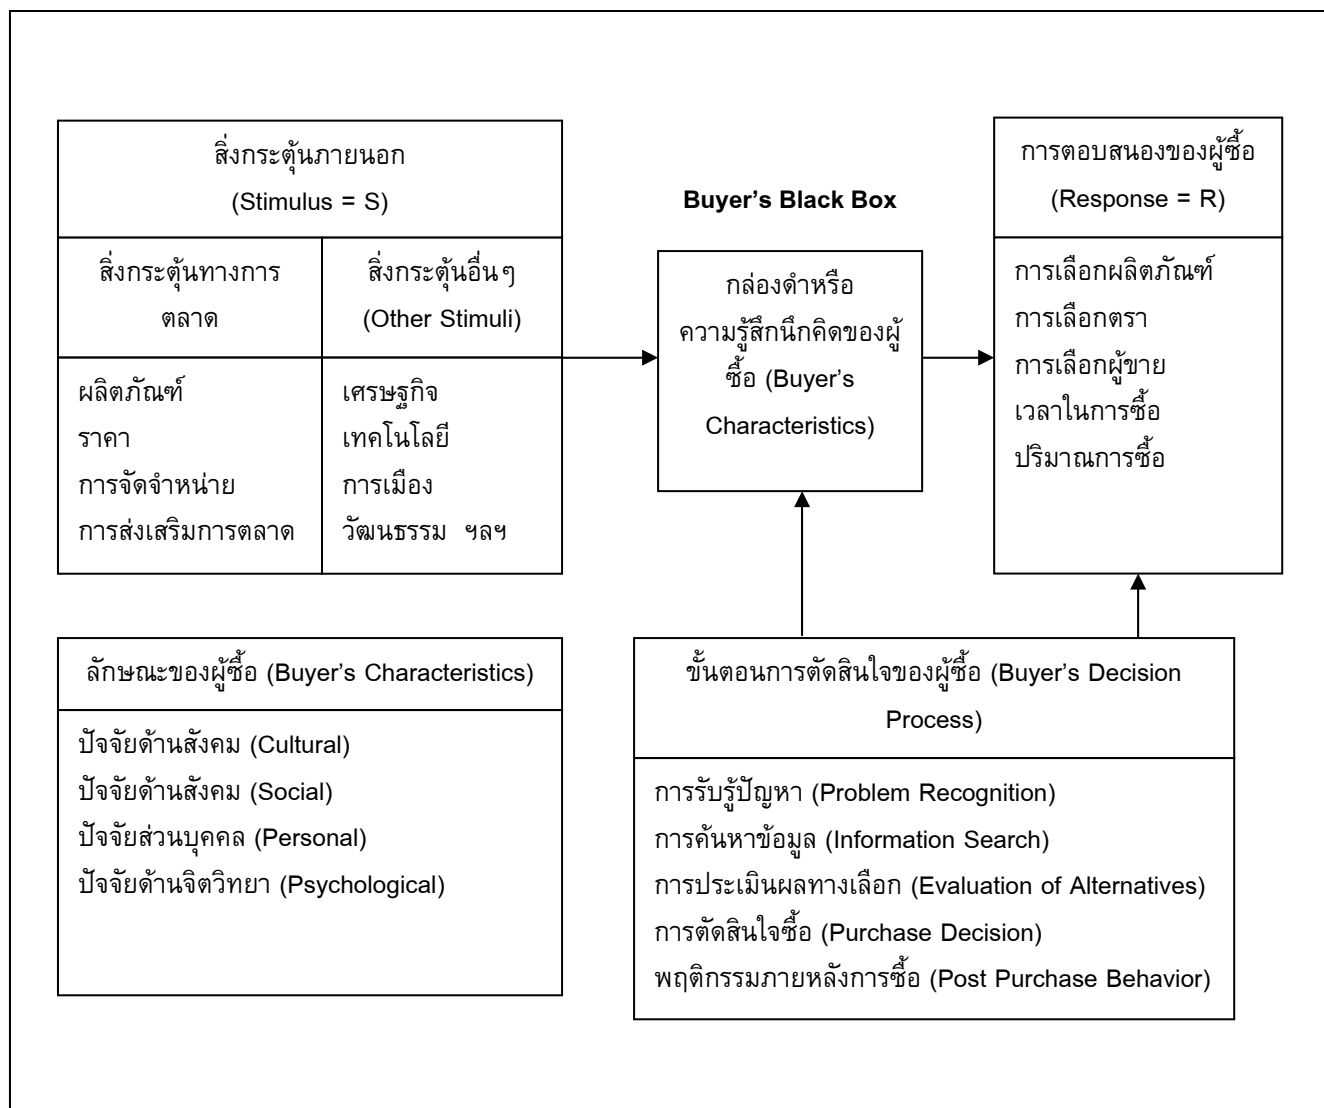 สิ่งกระตุ้นภายนอก
(Stimulus = S)
สิ่งกระตุ้นทางการ
ตลาด
สิ่งกระตุ้นอื่นๆ
(Other Stimuli)
ผลิตภัณฑ์
ราคา
การจัดจำหน่าย
การส่งเสริมการตลาด
เศรษฐกิจ
เทคโนโลยี
การเมือง
วัฒนธรรม ฯลฯ
Buyer’s Black Box
กล่องดำหรือ
ความรู้สึกนึกคิดของผู้
ซื้อ (Buyer’s
Characteristics)
การตอบสนองของผู้ซื้อ
(Response = R)
การเลือกผลิตภัณฑ์
การเลือกตรา
การเลือกผู้ขาย
เวลาในการซื้อ
ปริมาณการซื้อ
ลักษณะของผู้ซื้อ (Buyer’s Characteristics)
ปัจจัยด้านสังคม (Cultural)
ปัจจัยด้านสังคม (Social)
ปัจจัยส่วนบุคคล (Personal)
ปัจจัยด้านจิตวิทยา (Psychological)
ขั้นตอนการตัดสินใจของผู้ซื้อ (Buyer’s Decision
Process)
การรับรู้ปัญหา (Problem Recognition)
การค้นหาข้อมูล (Information Search)
การประเมินผลทางเลือก (Evaluation of Alternatives)
การตัดสินใจซื้อ (Purchase Decision)
พฤติกรรมภายหลังการซื้อ (Post Purchase Behavior)